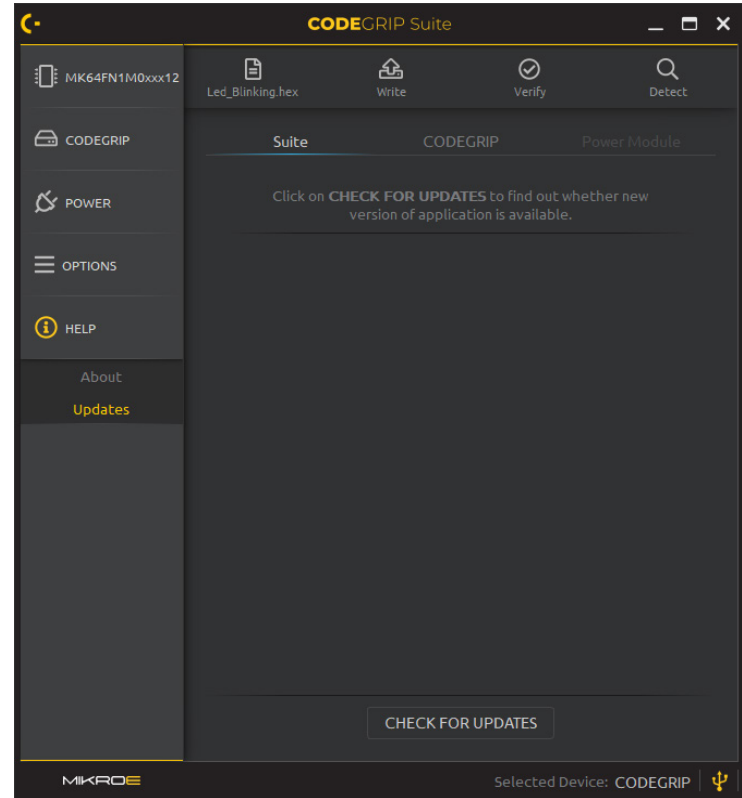 CODEGRIP Suite
MK64FN1M0xxx12
Led_Blinking.hex
Write
Verify
Detect
CODEGRIP
Suite
CODEGRIP
Power Module
Click on CHECK FOR UPDATES to find out whether new
version of application is available.
POWER
OPTIONS
HELP
About
Updates
CHECK FOR UPDATES
MIKROE
Selected Device: CODEGRIP